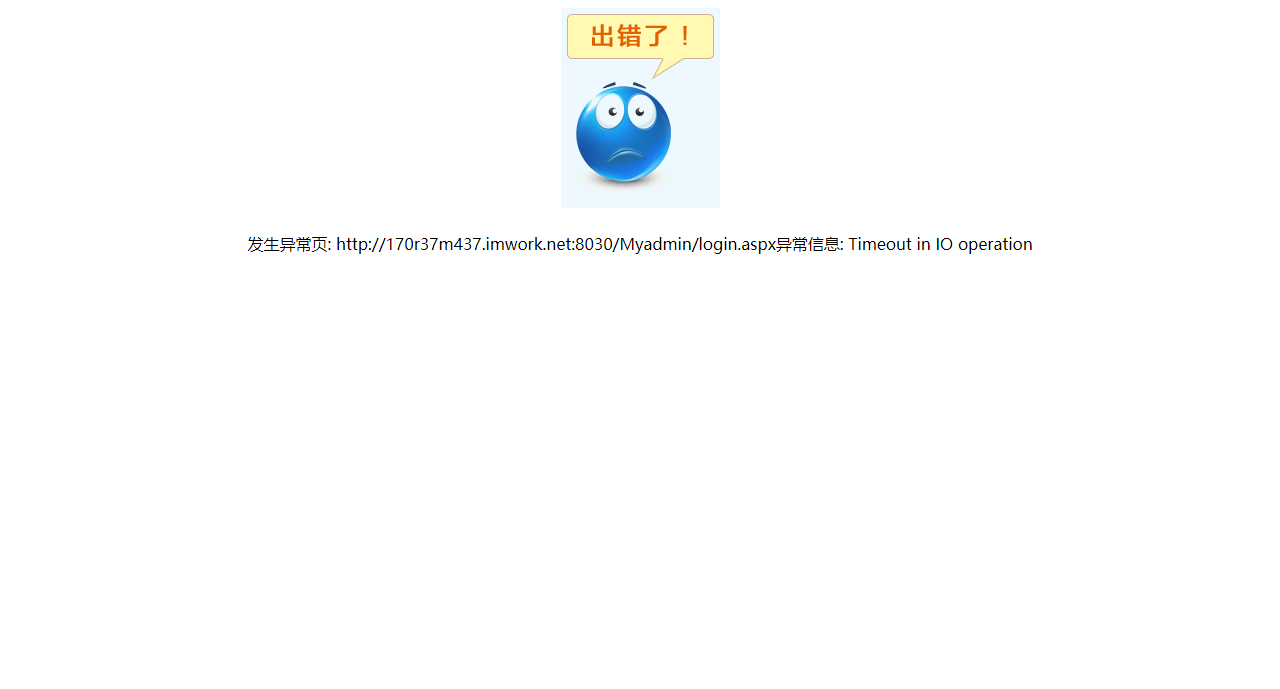 出错了！
发生异常页: http://170r37m437.imwork.net:8030/Myadmin/login.aspx异常信息: Timeout in IO operation